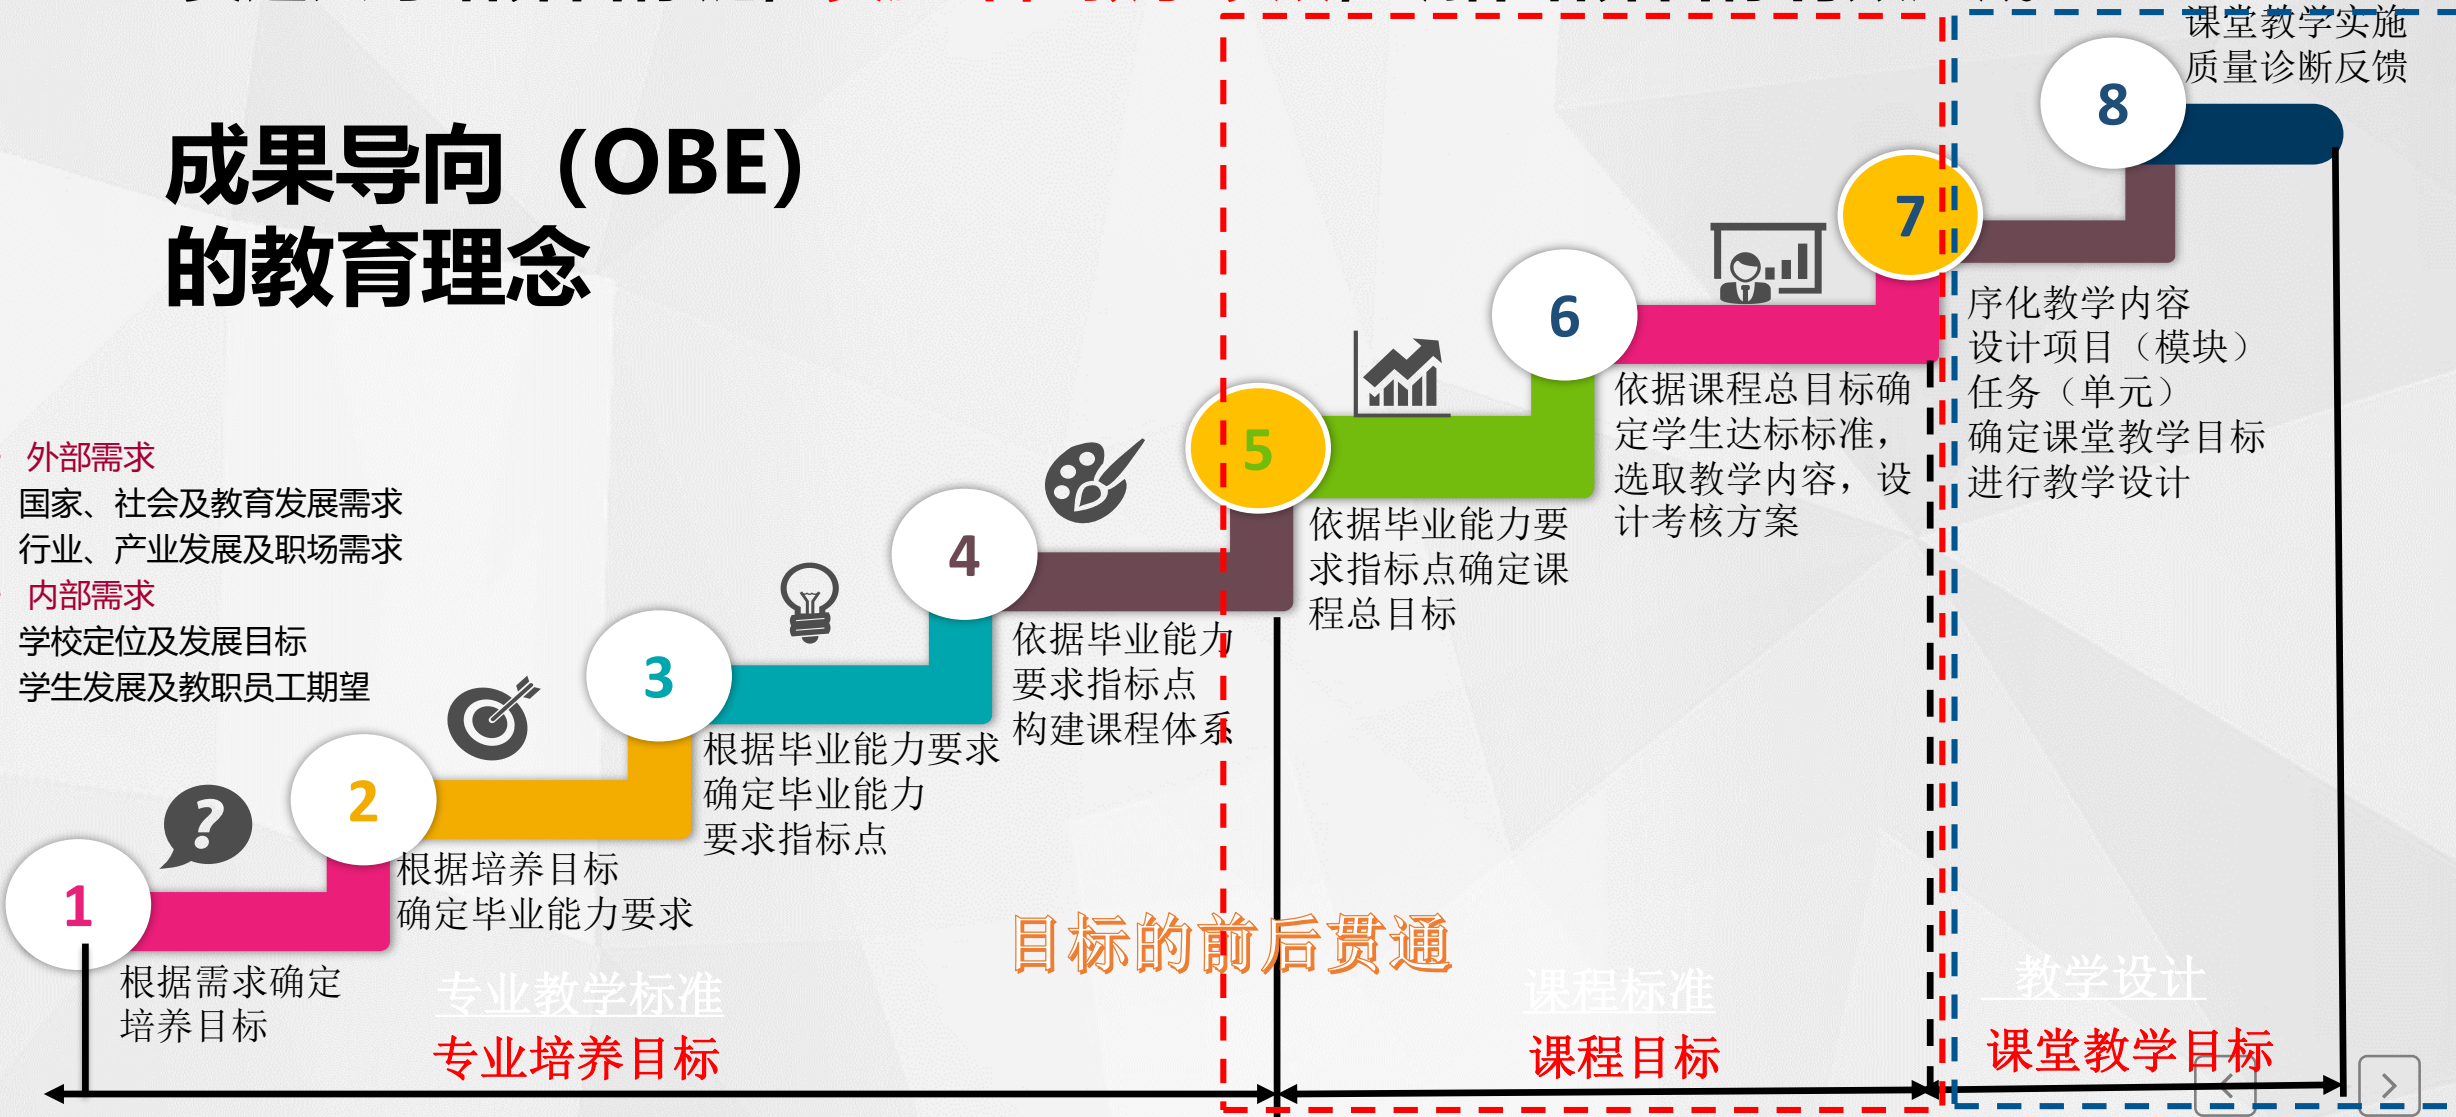 课堂教学实施
质量诊断反馈
8
成果导向（OBE）
的教育理念
7
序化教学内容
设计项目（模块）
任务（单元）
确定课堂教学目标
进行教学设计
6
依据课程总目标确
定学生达标标准，
选取教学内容，设
计考核方案
5
依据毕业能力要
求指标点确定课
程总目标
外部需求
国家、社会及教育发展需求
行业、产业发展及职场需求
内部需求
学校定位及发展目标
学生发展及教职员工期望
4
依据毕业能力
要求指标点
构建课程体系
3
根据毕业能力要求
确定毕业能力
要求指标点
2
根据培养目标
确定毕业能力要求
?
1
根据需求确定
培养目标
目标的前后贯通
专业教学标准
专业培养目标
课程标准
课程目标
教学设计
课堂教学目标